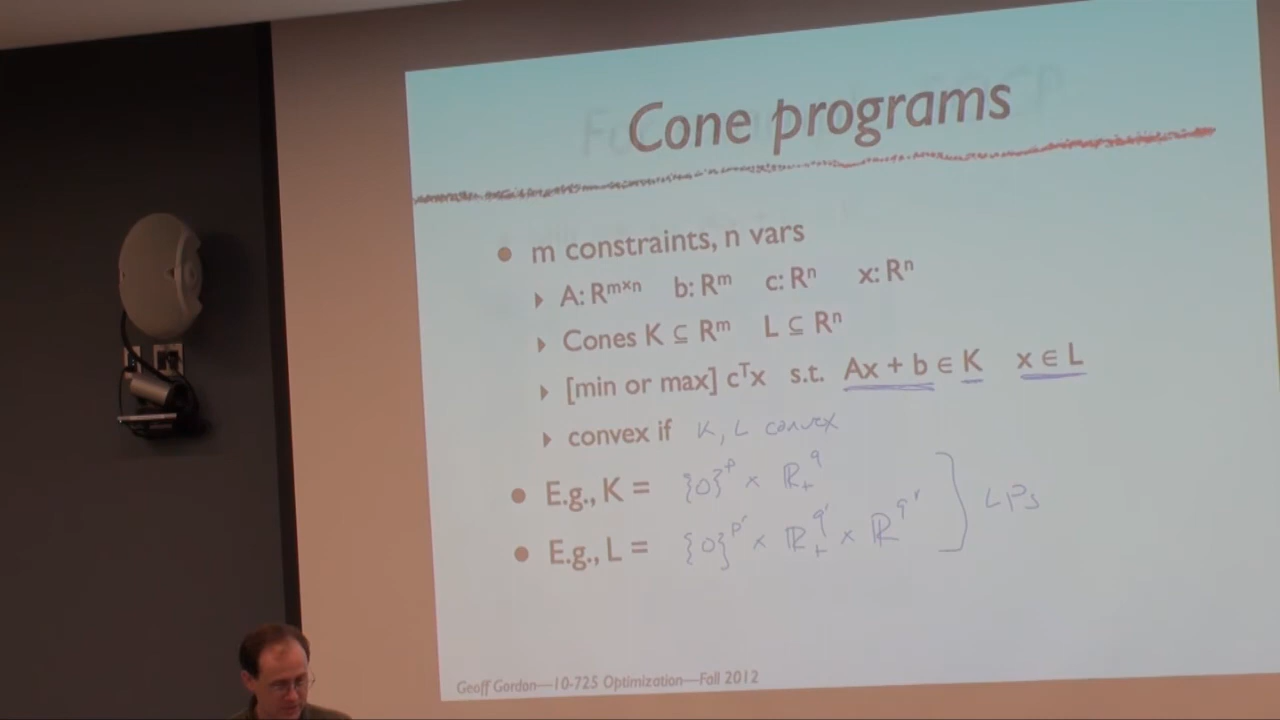 Cone programs
• m constraints, n vars
‣ A: Rᵐˣⁿ b: Rᵐ c: Rⁿ x: Rⁿ
‣ Cones K ⊆ Rᵐ L ⊆ Rⁿ
‣ [min or max] cᵀx s.t. Ax + b ∈ K x ∈ L
‣ convex if K, L convex
• E.g., K = {0}^p × ℝ₊^q
• E.g., L = {0}^p' × ℝ₊^q' × ℝ^q' } LPs
Geoff Gordon—10-725 Optimization—Fall 2012